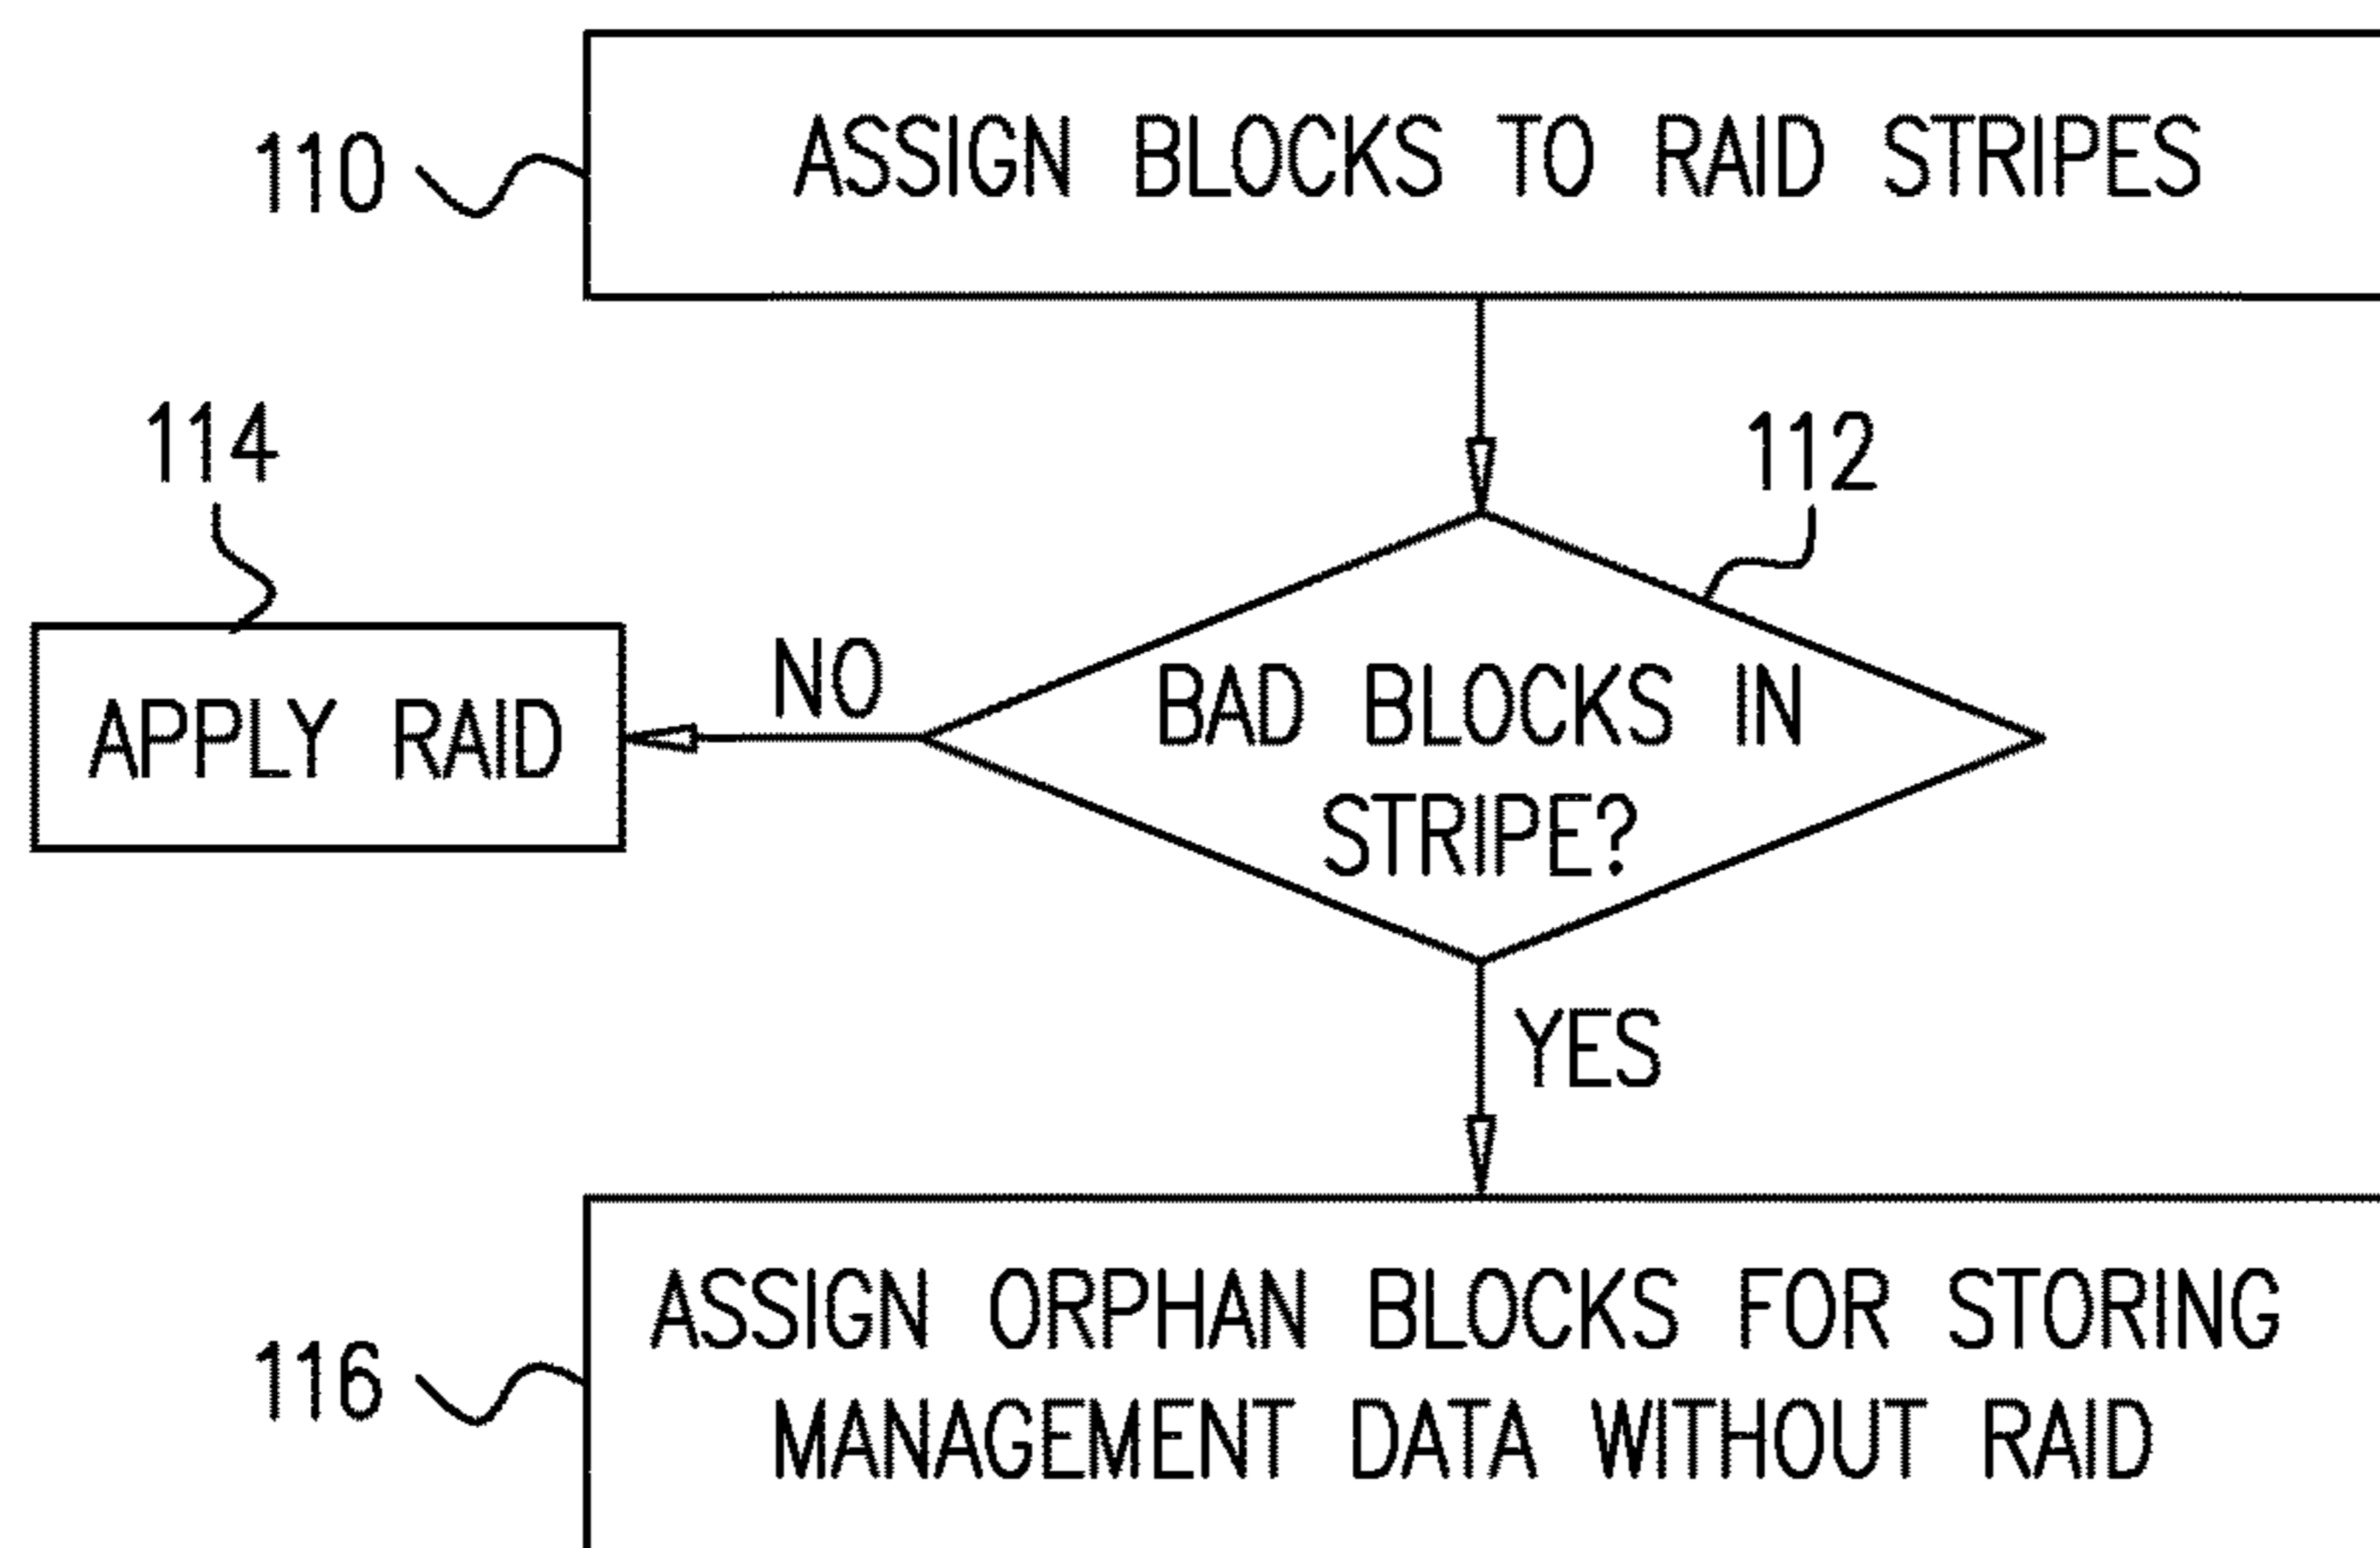 110
ASSIGN BLOCKS TO RAID STRIPES
114
112
NO
BAD BLOCKS IN
STRIPE?
APPLY RAID
YES
116
ASSIGN ORPHAN BLOCKS FOR STORING
MANAGEMENT DATA WITHOUT RAID